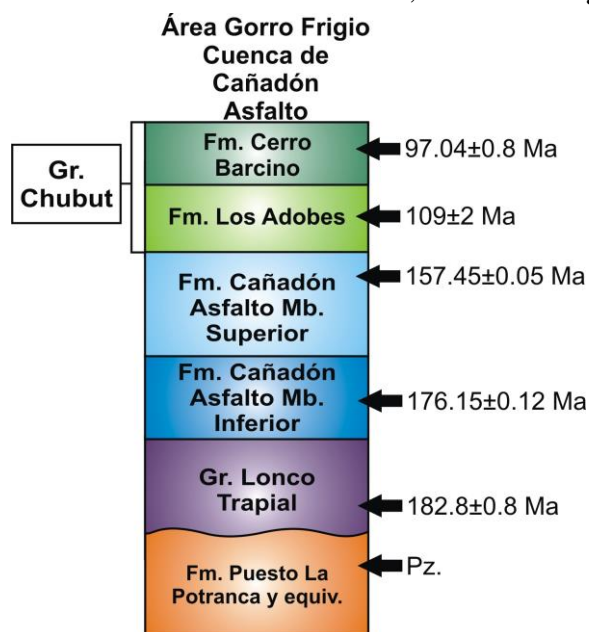 Área Gorro Frigio
Cuenca de
Cañadón
Asfalto
Gr.
Chubut
Fm. Cerro
Barcino
97.04±0.8 Ma
Fm. Los Adobes
109±2 Ma
157.45±0.05 Ma
Fm. Cañadón
Asfalto Mb.
Superior
Fm. Cañadón
Asfalto Mb.
Inferior
176.15±0.12 Ma
Gr. Lonco
Trapial
182.8±0.8 Ma
Pz.
Fm. Puesto La
Potranca y equiv.